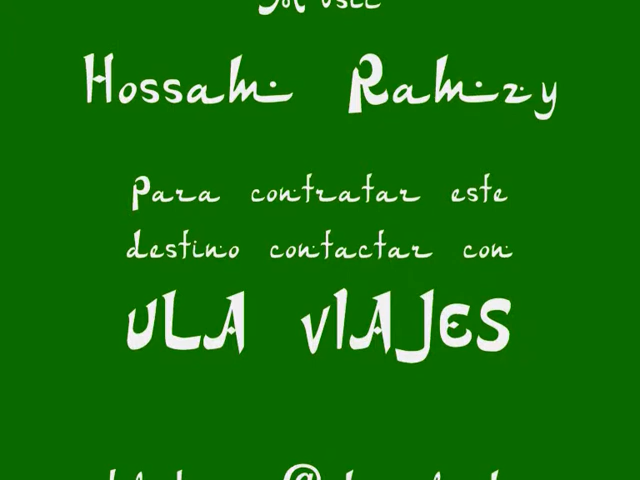 Hossam Ramzy
Para contratar este
destino contactar con
ULA VIAJES